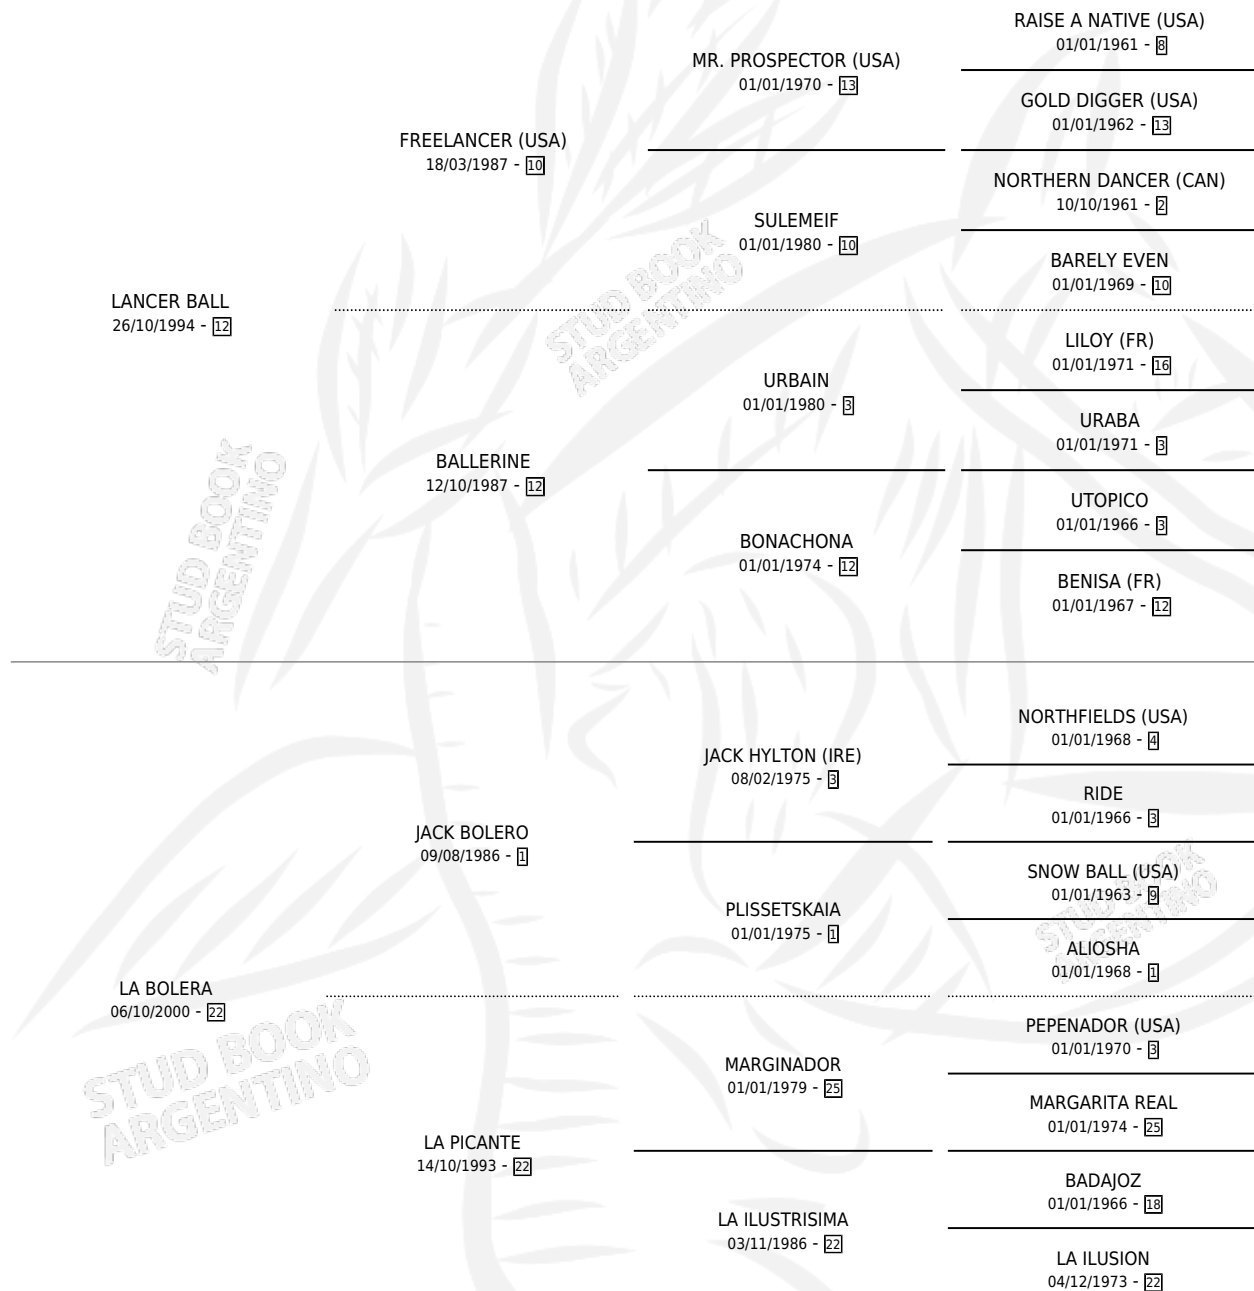 RAISE A NATIVE (USA)
01/01/1961 - 8
MR. PROSPECTOR (USA)
01/01/1970 - 13
GOLD DIGGER (USA)
01/01/1962 - 13
FREELANCER (USA)
18/03/1987 - 10
NORTHERN DANCER (CAN)
10/10/1961 - 2
SULEMEIF
01/01/1980 - 10
BARELY EVEN
01/01/1969 - 10
LANCER BALL
26/10/1994 - 12
LILOY (FR)
01/01/1971 - 16
URBAIN
01/01/1980 - 3
URABA
01/01/1971 - 3
BALLERINE
12/10/1987 - 12
UTOPICO
01/01/1966 - 3
BONACHONA
01/01/1974 - 12
BENISA (FR)
01/01/1967 - 12
NORTHFIELDS (USA)
01/01/1968 - 4
JACK HYLTON (IRE)
08/02/1975 - 3
RIDE
01/01/1966 - 3
JACK BOLERO
09/08/1986 - 1
SNOW BALL (USA)
01/01/1963 - 9
PLISSETSKAIA
01/01/1975 - 1
ALIOSHA
01/01/1968 - 1
LA BOLERA
06/10/2000 - 22
PEPENADOR (USA)
01/01/1970 - 3
MARGINADOR
01/01/1979 - 25
MARGARITA REAL
01/01/1974 - 25
LA PICANTE
14/10/1993 - 22
BADAJOZ
01/01/1966 - 18
LA ILUSTRISIMA
03/11/1986 - 22
LA ILUSION
04/12/1973 - 22
STUD BOOK
ARGENTINO
STUD BOOK
ARGENTINO
STUD BOOK
ARGENTINO
STUD BOOK
ARGENTINO